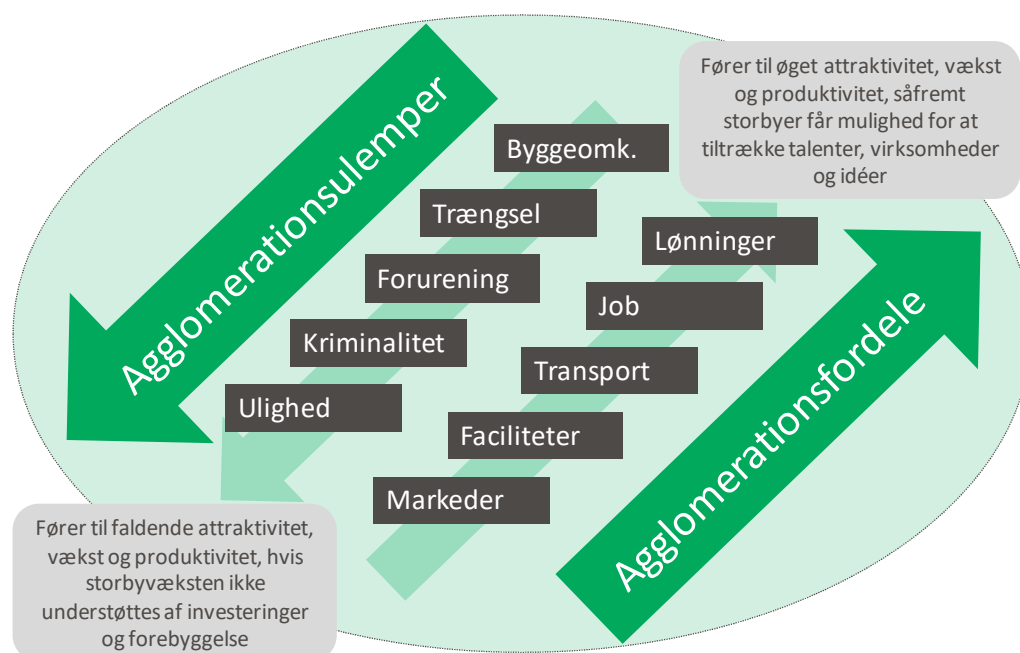 Agglomerationsulemper
Fører til øget attraktivitet, vækst
og produktivitet, såfremt
storbyer får mulighed for at
tiltrække talenter, virksomheder
og idéer
Byggeomk.
Trængsel
Forurening
Kriminalitet
Ulighed
Lønninger
Job
Transport
Faciliteter
Markeder
Agglomerationsfordele
Fører til faldende attraktivitet,
vækst og produktivitet, hvis
storbyvæksten ikke
understøttes af investeringer
og forebyggelse